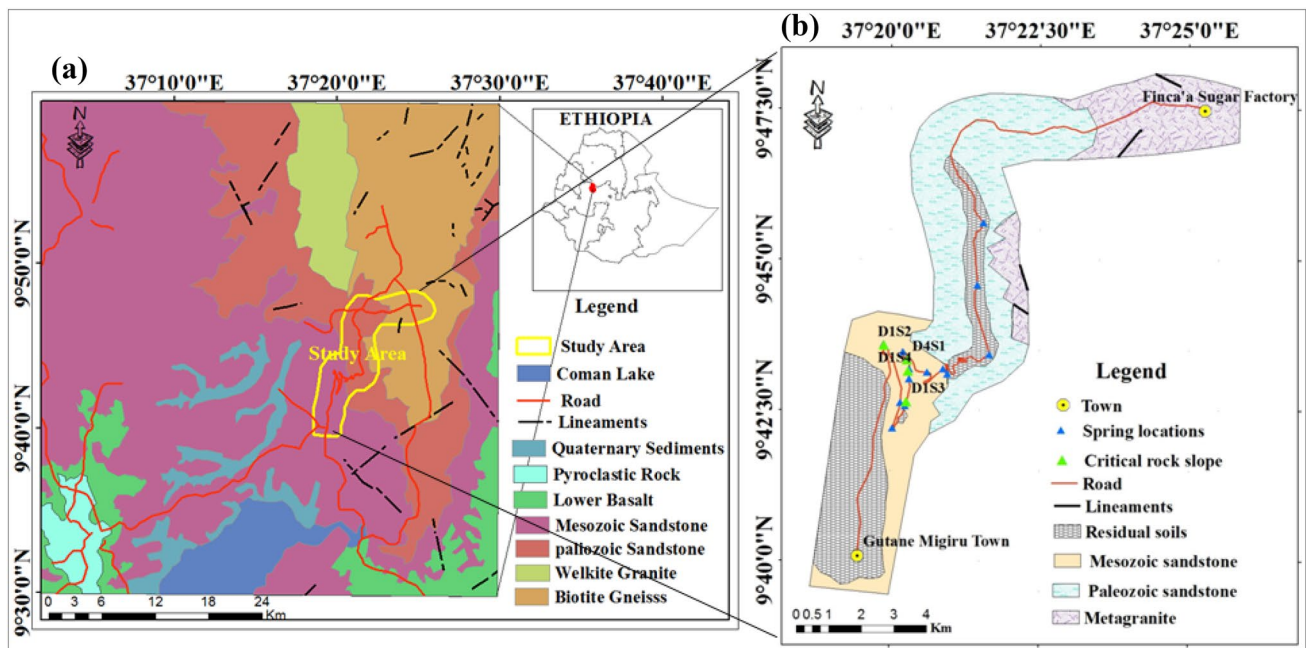 (a)
37°10'0"E
37°20'0"E
37°30'0"E
37°40'0"E
9°50'0"N
9°40'0"N
9°30'0"N
N
Study Area
0 3 6 12 18 24
Km
ETHIOPIA
Legend
Study Area
Coman Lake
Road
Lineaments
Quaternary Sediments
Pyroclastic Rock
Lower Basalt
Mesozoic Sandstone
paliozoic Sandstone
Welkite Granite
Biotite Gneisss
(b)
37°20'0"E
37°22'30"E
37°25'0"E
9°47'30"N
9°45'0"N
9°42'30"N
9°40'0"N
N
Finca'a Sugar Factory
D1S2
D4S1
D1S4
D1S3
Gutane Migiru Town
0 0.5 1 2 3 4
Km
Legend
Town
Spring locations
Critical rock slope
Road
Lineaments
Residual soils
Mesozoic sandstone
Paleozoic sandstone
Metagranite